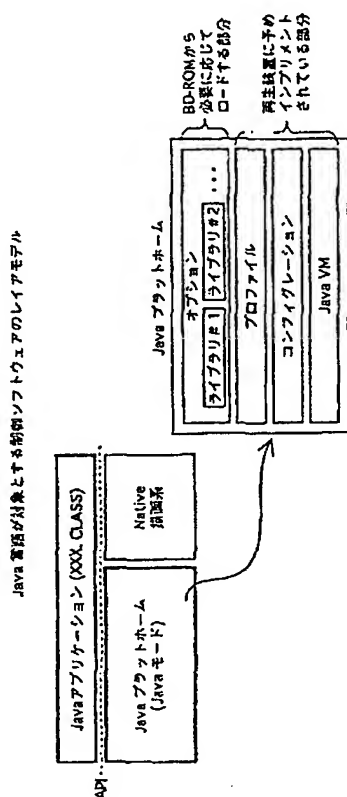 Java 言語が対象とする制御ソフトウェアのレイアモデル
Javaアプリケーション (XXX. CLASS)
API
Java プラットホーム
(Java モード)
Native
描画系
Java プラットホーム
オプション
ライブラリ#1
ライブラリ#2
...
プロファイル
コンフィグレーション
Java VM
BD-ROMから
必要に応じて
ロードする部分
再生装置に予め
インプリメント
されている部分